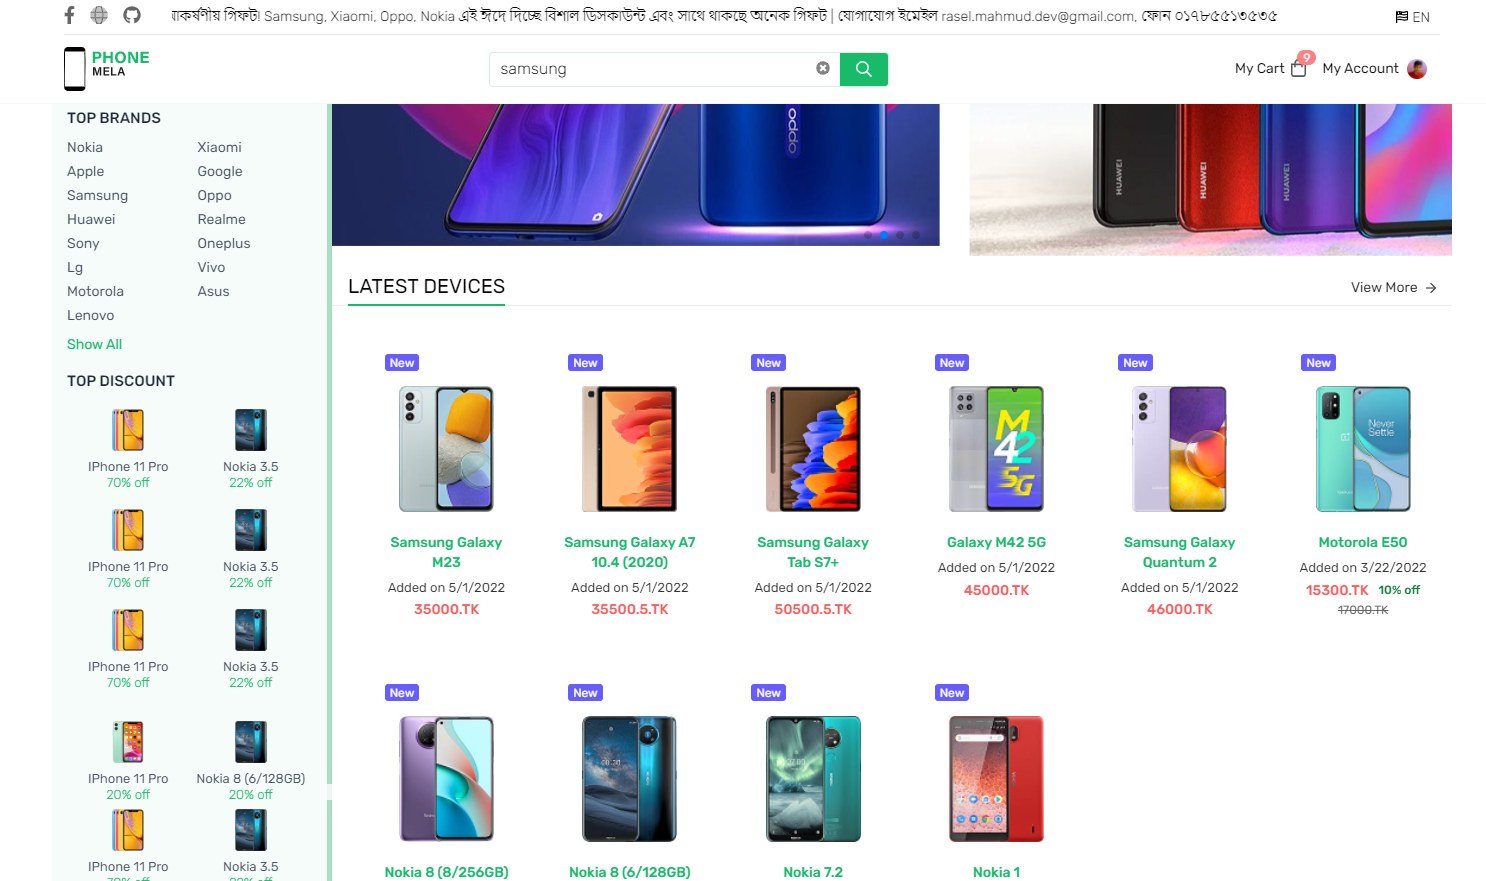 াকর্ষণীয় গিফট! Samsung, Xiaomi, Oppo, Nokia এই ঈদে দিচ্ছে বিশাল ডিসকাউন্ট এবং সাথে থাকছে অনেক গিফট | যোগাযোগ ইমেইল rasel.mahmud.dev@gmail.com, ফোন ০১৭৮৫৫১৩৫৩৫
EN
PHONE
MELA
samsung
My Cart 9
My Account
TOP BRANDS
Nokia Xiaomi
Apple Google
Samsung Oppo
Huawei Realme
Sony Oneplus
Lg Vivo
Motorola Asus
Lenovo
Show All
TOP DISCOUNT
IPhone 11 Pro Nokia 3.5
70% off 22% off
IPhone 11 Pro Nokia 3.5
70% off 22% off
IPhone 11 Pro Nokia 3.5
70% off 22% off
IPhone 11 Pro Nokia 8 (6/128GB)
20% off 20% off
IPhone 11 Pro Nokia 3.5
oppo
HUAWEI
HUAWEI
HUAWEI
LATEST DEVICES
View More
New New New New New New
M
42
5G
Never
Settle
Samsung Galaxy M23
Added on 5/1/2022
35000.TK
Samsung Galaxy A7 10.4 (2020)
Added on 5/1/2022
35500.5.TK
Samsung Galaxy Tab S7+
Added on 5/1/2022
50500.5.TK
Galaxy M42 5G
Added on 5/1/2022
45000.TK
Samsung Galaxy Quantum 2
Added on 5/1/2022
46000.TK
Motorola E50
Added on 3/22/2022
15300.TK 10% off
17000.TK
New New New New
Nokia 8 (8/256GB)
Nokia 8 (6/128GB)
Nokia 7.2
Nokia 1